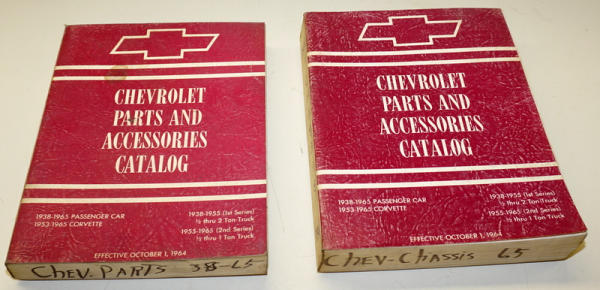 CHEVROLET
PARTS AND
ACCESSORIES
CATALOG
1938-1965 PASSENGER CAR
1953-1965 CORVETTE
1938-1955 (1st Series)
½ thru 2 Ton-Truck
1955-1965 (2nd Series)
½ thru 1 Ton Truck
EFFECTIVE OCTOBER 1, 1964
Chev. PARTS 38-65
CHEVROLET
PARTS AND
ACCESSORIES
CATALOG
1938-1965 PASSENGER CAR
1953-1965 CORVETTE
1938-1955 (1st Series)
½ thru 2 Ton-Truck
1955-1965 (2nd Series)
½ thru 1 Ton Truck
EFFECTIVE OCTOBER 1, 1964
Chev-Chassis 65